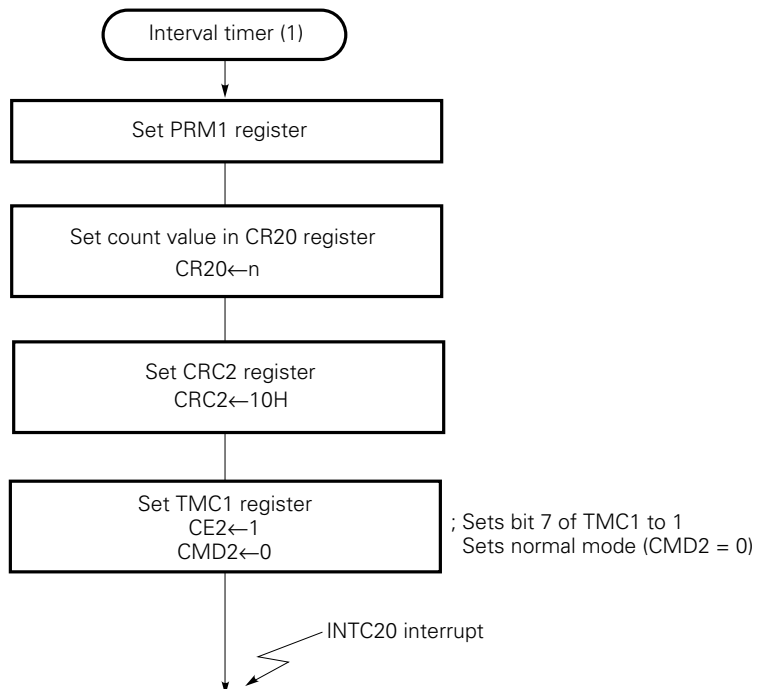 Interval timer (1)
Set PRM1 register
Set count value in CR20 register
CR20←n
Set CRC2 register
CRC2←10H
Set TMC1 register
CE2←1
CMD2←0
; Sets bit 7 of TMC1 to 1
Sets normal mode (CMD2 = 0)
INTC20 interrupt